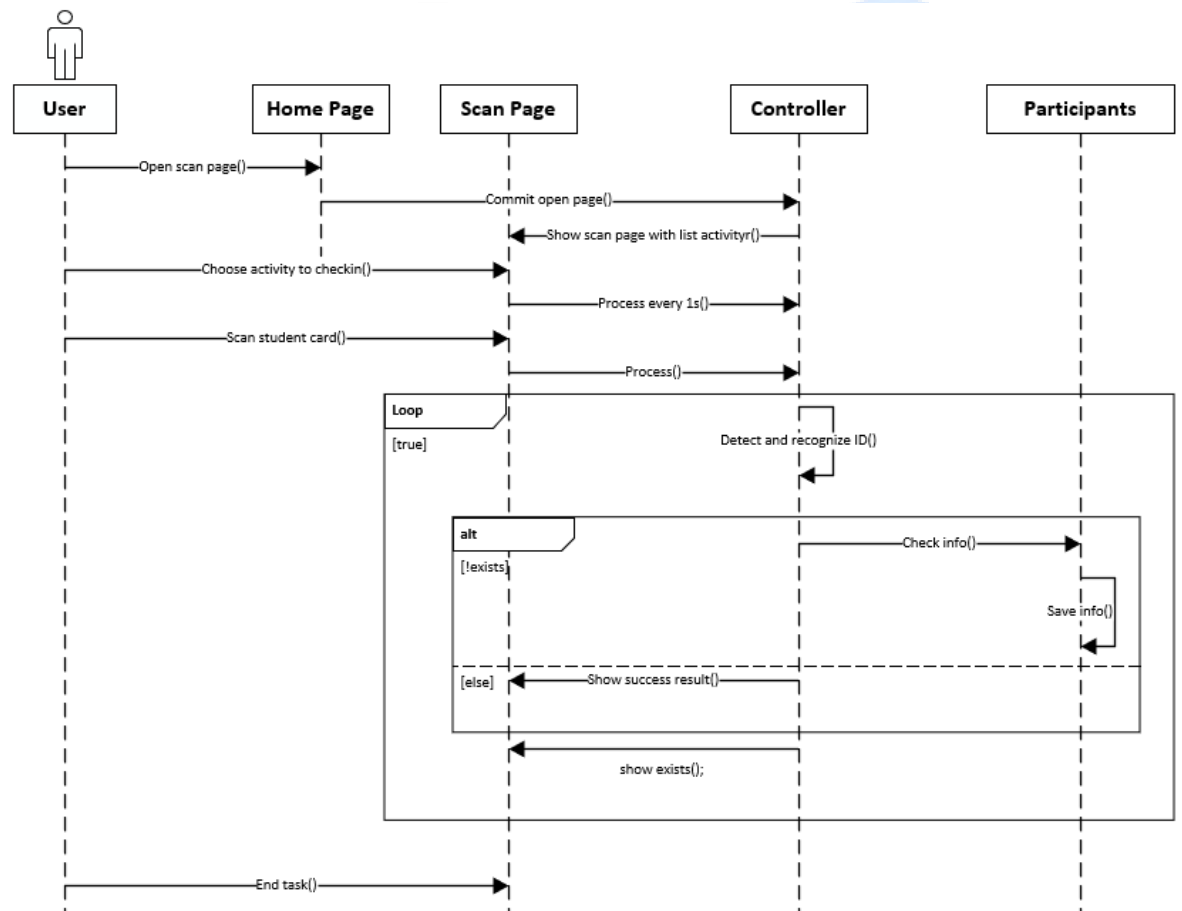 User
Home Page
Scan Page
Controller
Participants
Open scan page()
Commit open page()
Show scan page with list activityr()
Choose activity to checkin()
Process every 1s()
Scan student card()
Process()
Loop
[true]
Detect and recognize ID()
alt
Check info()
[!exists]
Save info()
[else]
Show success result()
show exists();
End task()